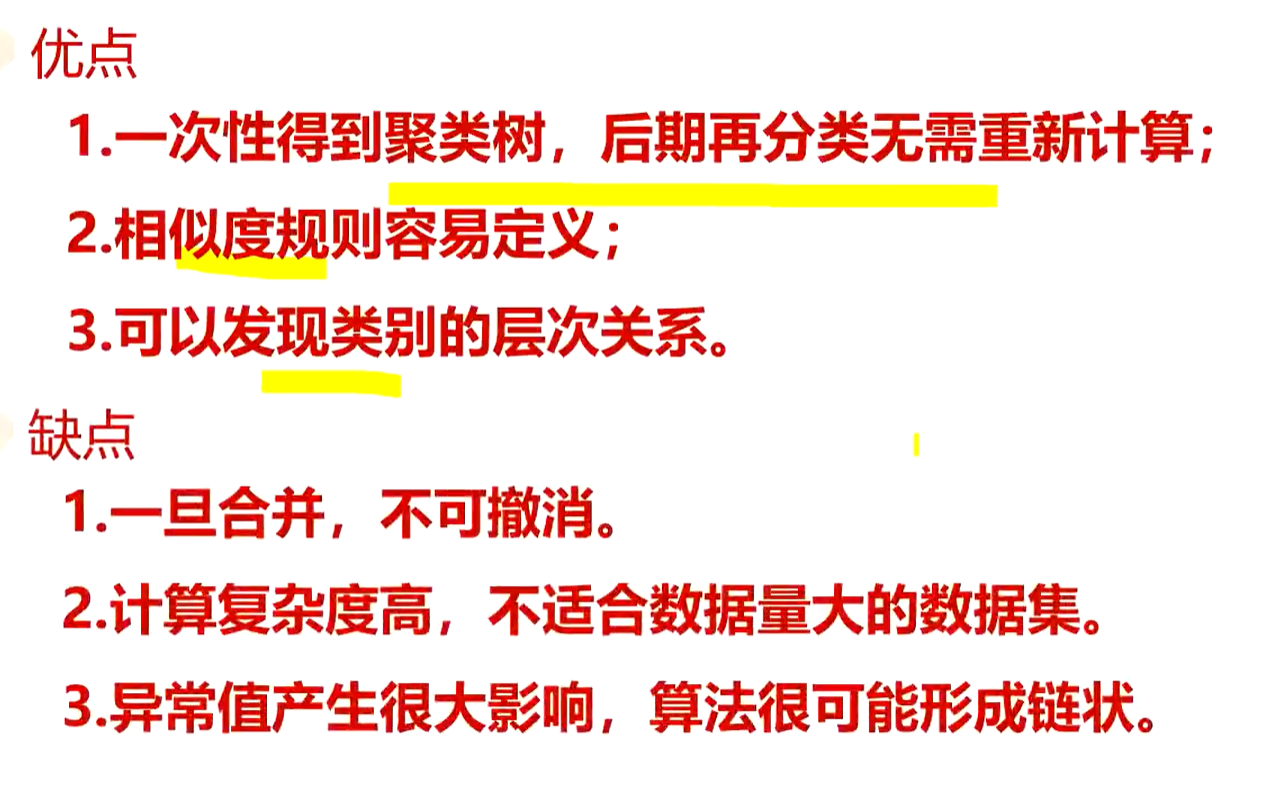 优点
1.一次性得到聚类树，后期再分类无需重新计算；
2.相似度规则容易定义；
3.可以发现类别的层次关系。
缺点
1.一旦合并，不可撤消。
2.计算复杂度高，不适合数据量大的数据集。
3.异常值产生很大影响，算法很可能形成链状。